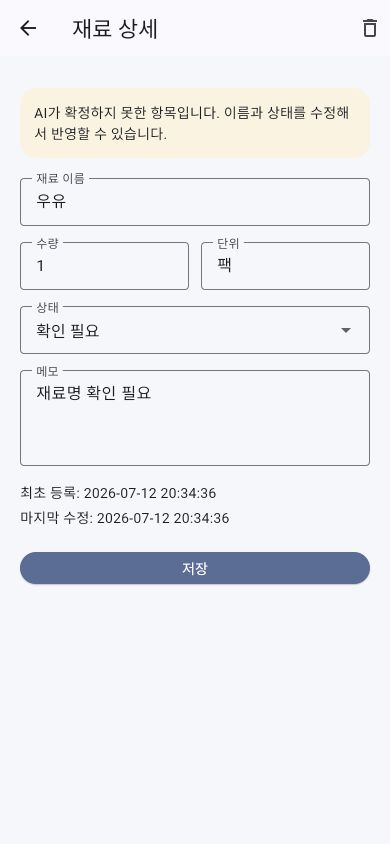 재료 상세
AI가 확정하지 못한 항목입니다. 이름과 상태를 수정해
서 반영할 수 있습니다.
재료 이름
우유
수량
1
단위
팩
상태
확인 필요
메모
재료명 확인 필요
최초 등록: 2026-07-12 20:34:36
마지막 수정: 2026-07-12 20:34:36
저장